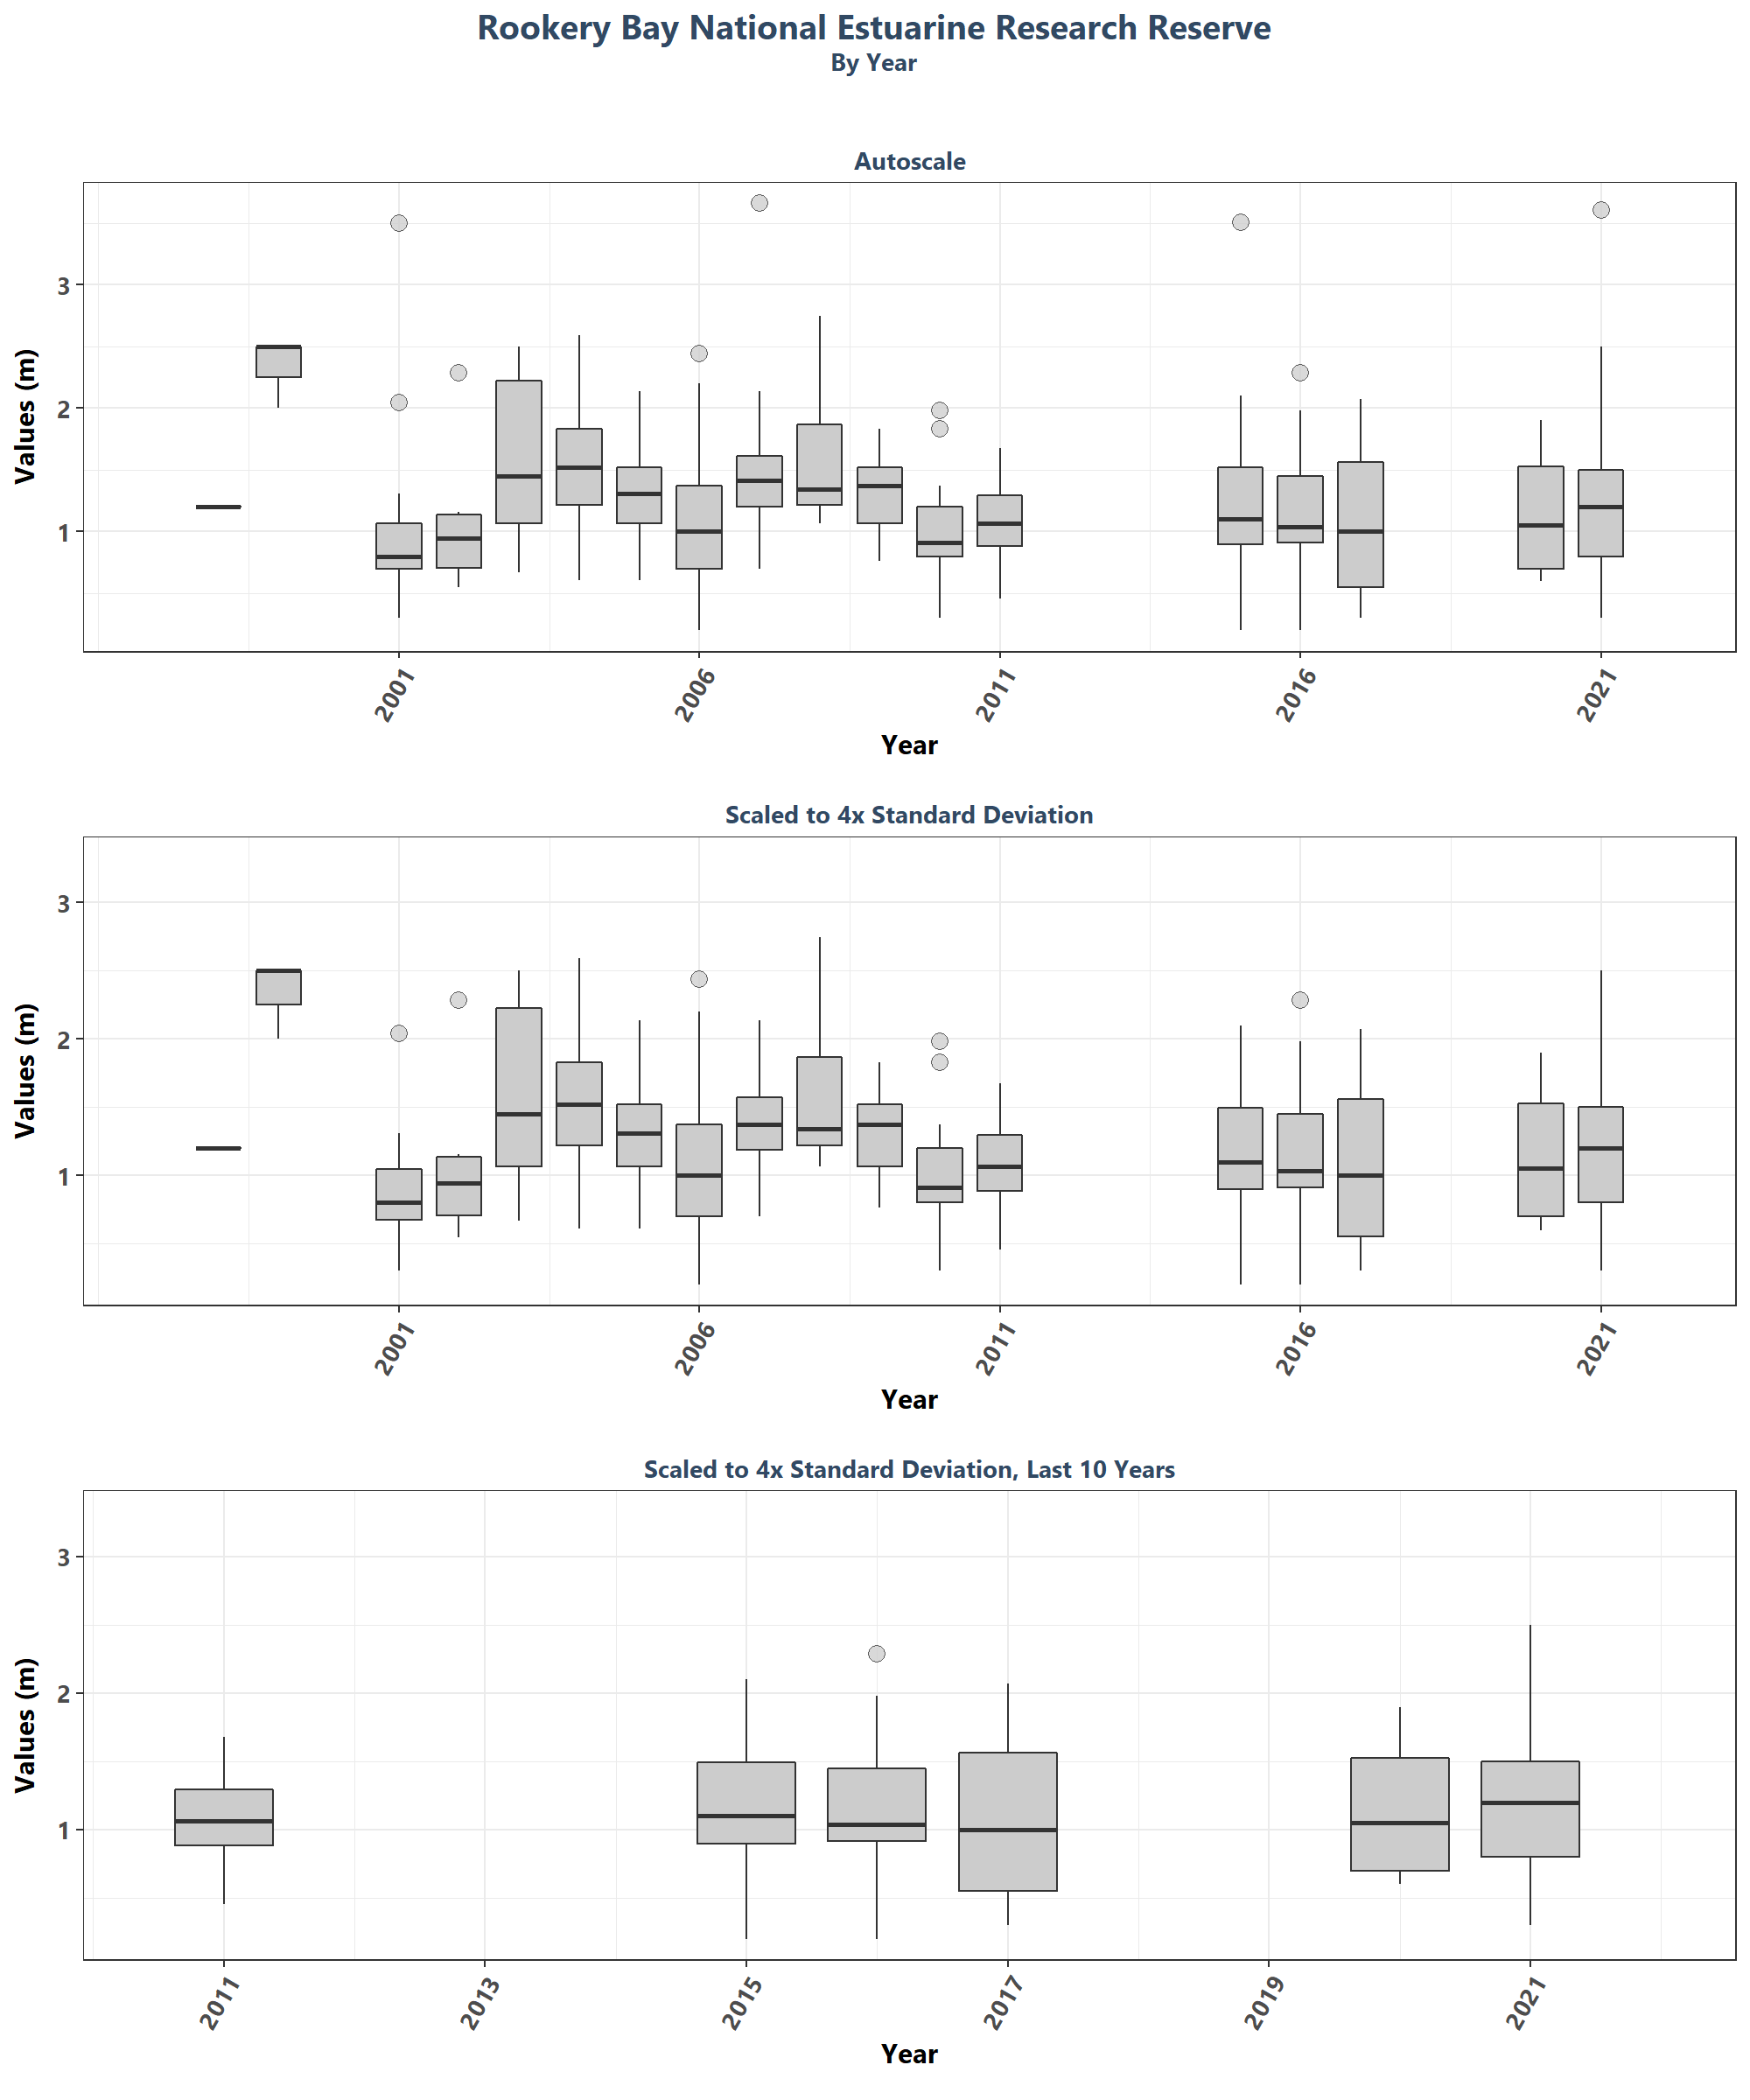 Rookery Bay National Estuarine Research Reserve
By Year
Autoscale
Values (m)
3
2
1
2001 2006 2011 2016 2021
Year
Scaled to 4x Standard Deviation
Values (m)
3
2
1
2001 2006 2011 2016 2021
Year
Scaled to 4x Standard Deviation, Last 10 Years
Values (m)
3
2
1
2011 2013 2015 2017 2019 2021
Year